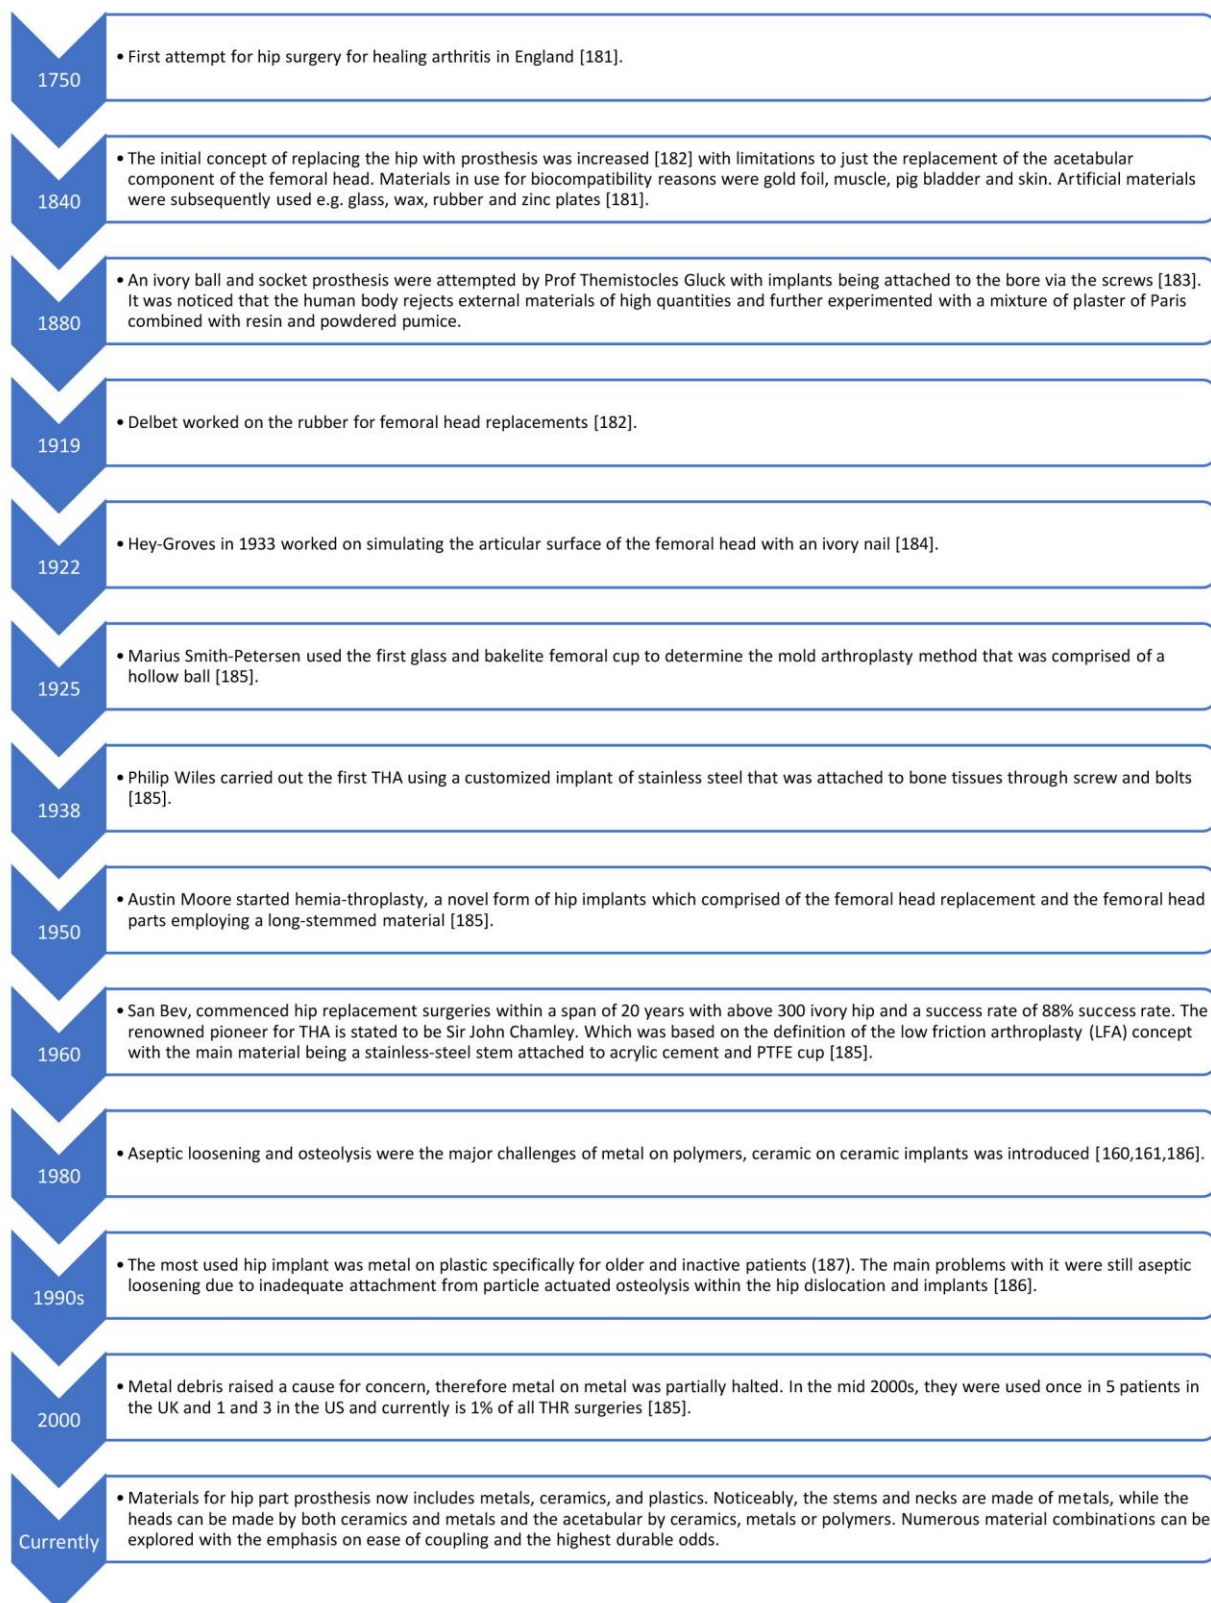 1750
• First attempt for hip surgery for healing arthritis in England [181].
1840
• The initial concept of replacing the hip with prosthesis was increased [182] with limitations to just the replacement of the acetabular
component of the femoral head. Materials in use for biocompatibility reasons were gold foil, muscle, pig bladder and skin. Artificial materials
were subsequently used e.g. glass, wax, rubber and zinc plates [181].
1880
• An ivory ball and socket prosthesis were attempted by Prof Themistocles Gluck with implants being attached to the bore via the screws [183].
It was noticed that the human body rejects external materials of high quantities and further experimented with a mixture of plaster of Paris
combined with resin and powdered pumice.
1919
• Delbet worked on the rubber for femoral head replacements [182].
1922
• Hey-Groves in 1933 worked on simulating the articular surface of the femoral head with an ivory nail [184].
1925
• Marius Smith-Petersen used the first glass and bakelite femoral cup to determine the mold arthroplasty method that was comprised of a
hollow ball [185].
1938
• Philip Wiles carried out the first THA using a customized implant of stainless steel that was attached to bone tissues through screw and bolts
[185].
1950
• Austin Moore started hemia-throplasty, a novel form of hip implants which comprised of the femoral head replacement and the femoral head
parts employing a long-stemmed material [185].
1960
• San Bev, commenced hip replacement surgeries within a span of 20 years with above 300 ivory hip and a success rate of 88% success rate. The
renowned pioneer for THA is stated to be Sir John Chamley. Which was based on the definition of the low friction arthroplasty (LFA) concept
with the main material being a stainless-steel stem attached to acrylic cement and PTFE cup [185].
1980
• Aseptic loosening and osteolysis were the major challenges of metal on polymers, ceramic on ceramic implants was introduced [160,161,186].
1990s
• The most used hip implant was metal on plastic specifically for older and inactive patients (187). The main problems with it were still aseptic
loosening due to inadequate attachment from particle actuated osteolysis within the hip dislocation and implants [186].
2000
• Metal debris raised a cause for concern, therefore metal on metal was partially halted. In the mid 2000s, they were used once in 5 patients in
the UK and 1 and 3 in the US and currently is 1% of all THR surgeries [185].
Currently
• Materials for hip part prosthesis now includes metals, ceramics, and plastics. Noticeably, the stems and necks are made of metals, while the
heads can be made by both ceramics and metals and the acetabular by ceramics, metals or polymers. Numerous material combinations can be
explored with the emphasis on ease of coupling and the highest durable odds.